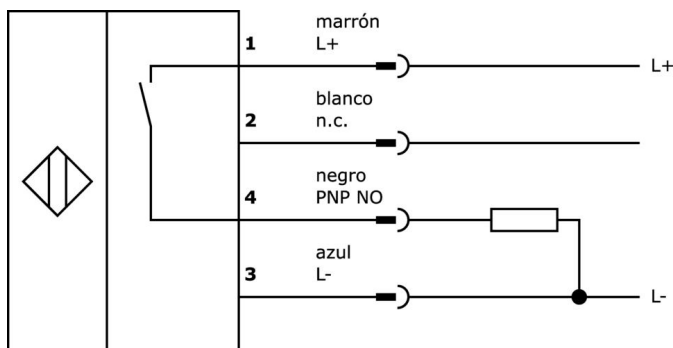 marrón
1 L+
L+
blanco
2 n.c.
negro
4 PNP NO
azul
3 L-
L-